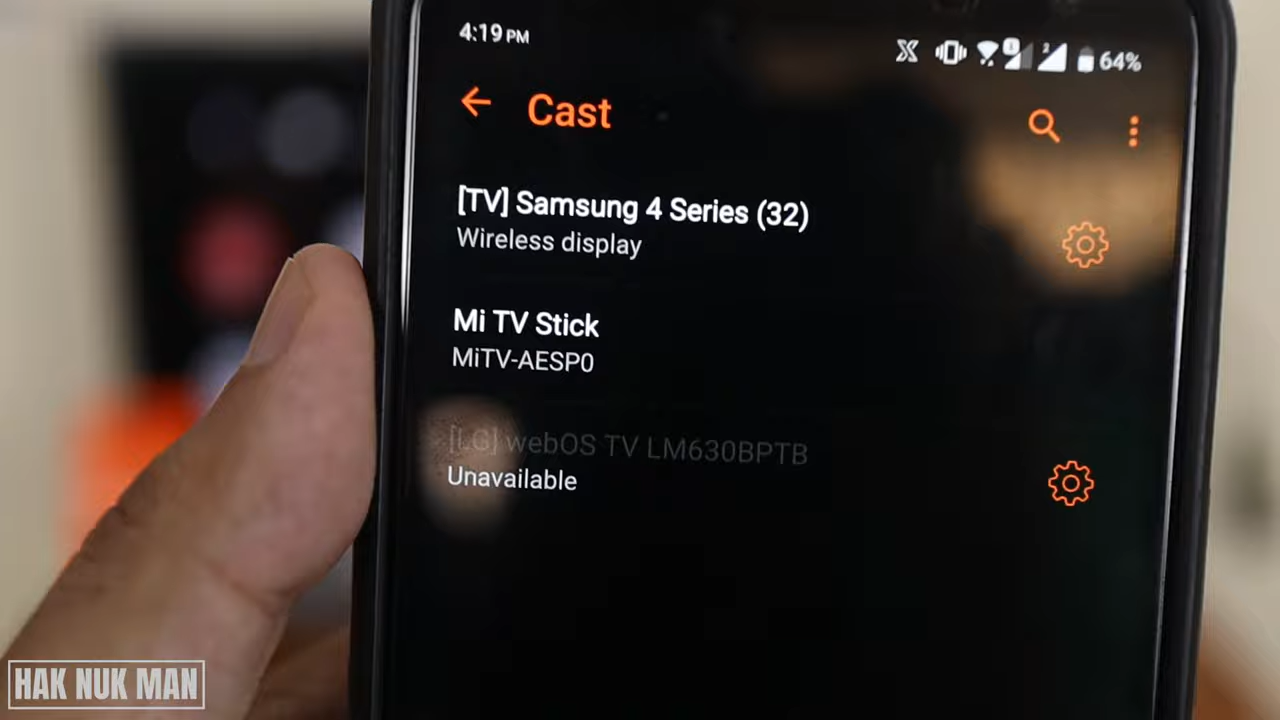 4:19 PM
64%
Cast
[TV] Samsung 4 Series (32)
Wireless display
Mi TV Stick
MiTV-AESP0
[LG] webOS TV LM630BPTB
Unavailable
HAK NUK MAN